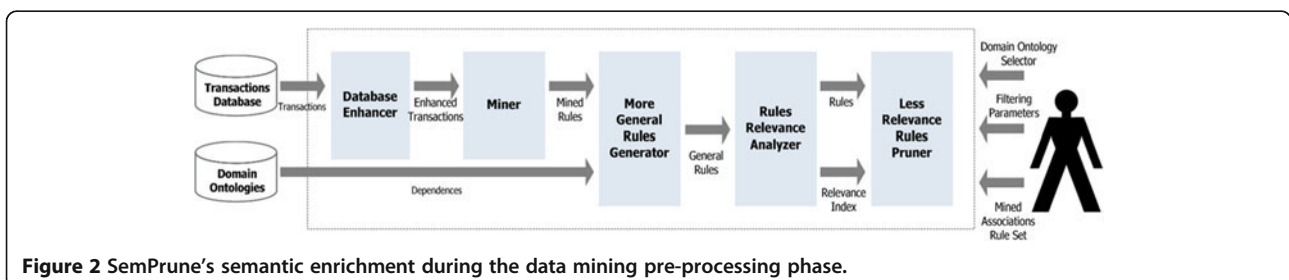 Transactions
Database
Transactions
Database
Enhancer
Enhanced
Transactions
Miner
Mined
Rules
More
General
Rules
Generator
General
Rules
Rules
Relevance
Analyzer
Rules
Relevance
Index
Less
Relevance
Rules
Pruner
Domain Ontology
Selector
Filtering
Parameters
Mined
Associations
Rule Set
Domain
Ontologies
Dependences
Figure 2 SemPrune's semantic enrichment during the data mining pre-processing phase.